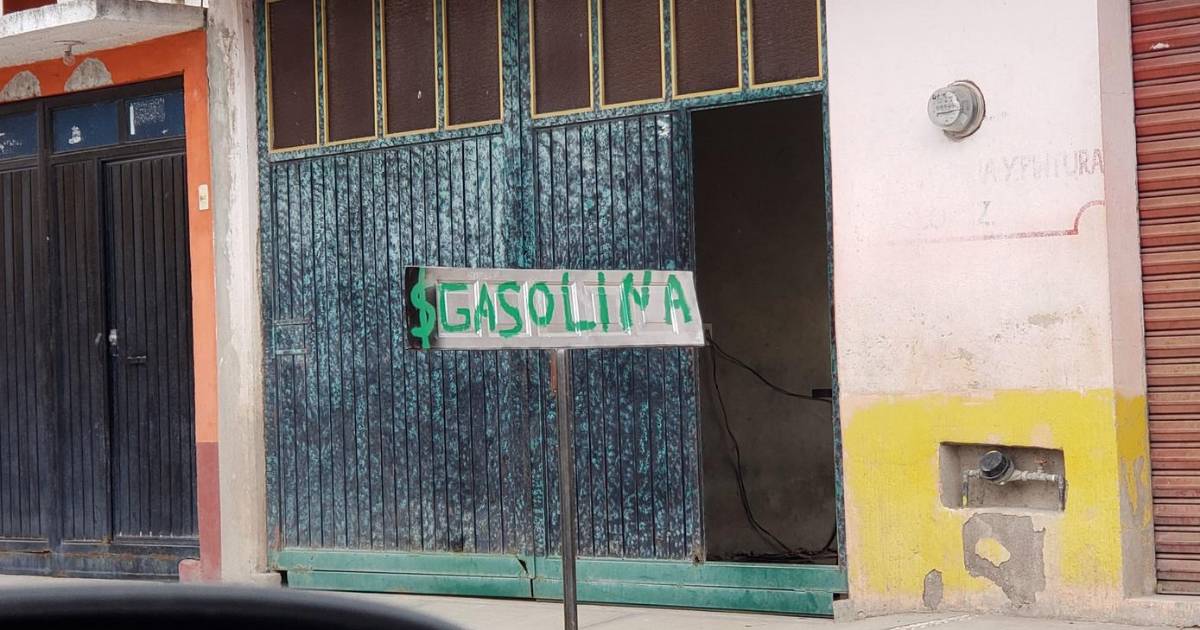 $GASOLINA
Y PINTURA
Z.